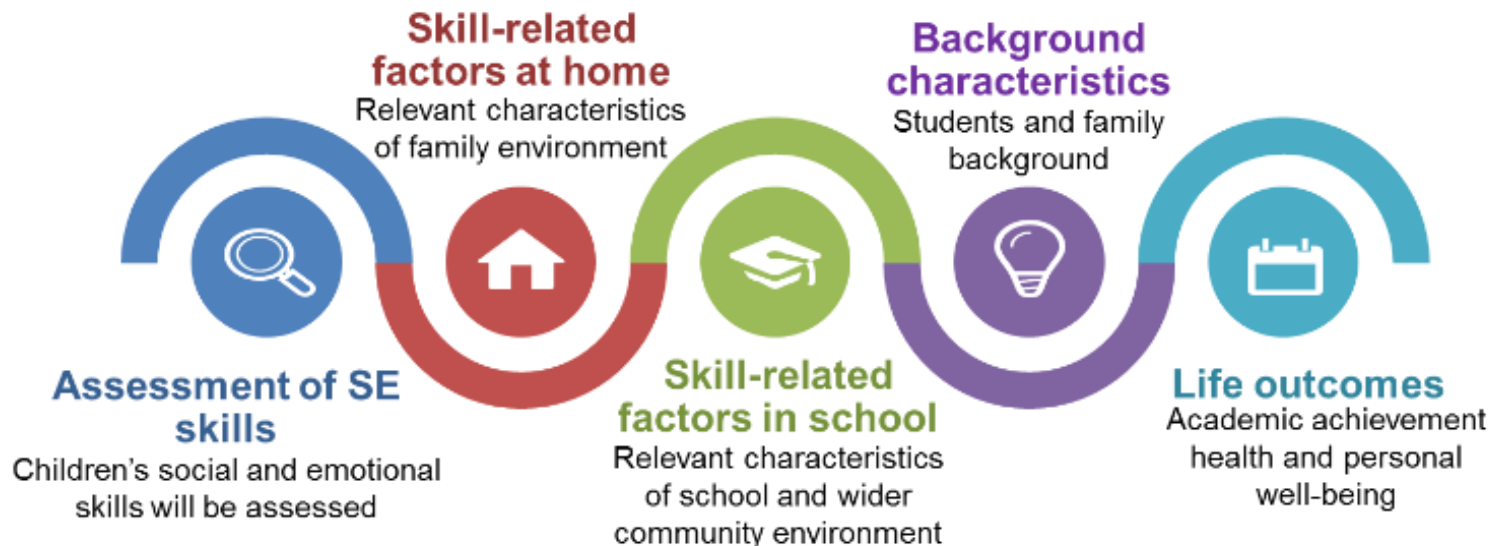 Assessment of SE
skills
Children’s social and emotional
skills will be assessed
Skill-related
factors at home
Relevant characteristics
of family environment
Skill-related
factors in school
Relevant characteristics
of school and wider
community environment
Background
characteristics
Students and family
background
Life outcomes
Academic achievement
health and personal
well-being